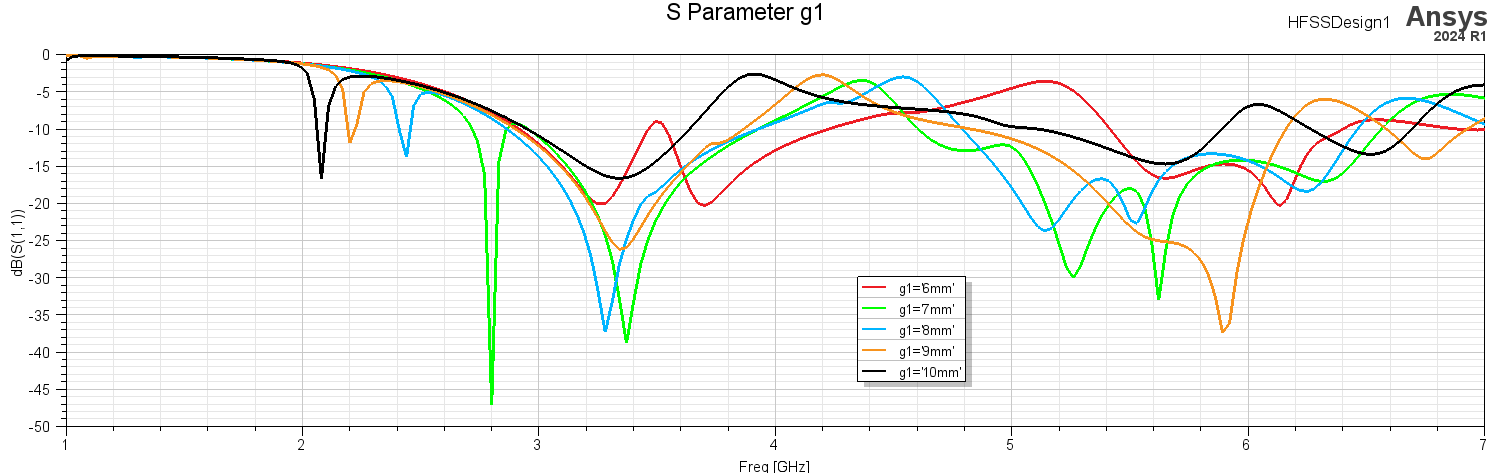 S Parameter g1
HFSSDesign1
Ansys
2024 R1
0
-5
-10
-15
-20
-25
-30
-35
-40
-45
-50
dB(S(1,1))
g1='6mm'
g1='7mm'
g1='8mm'
g1='9mm'
g1='10mm'
1
2
3
4
5
6
7
Freq [GHz]